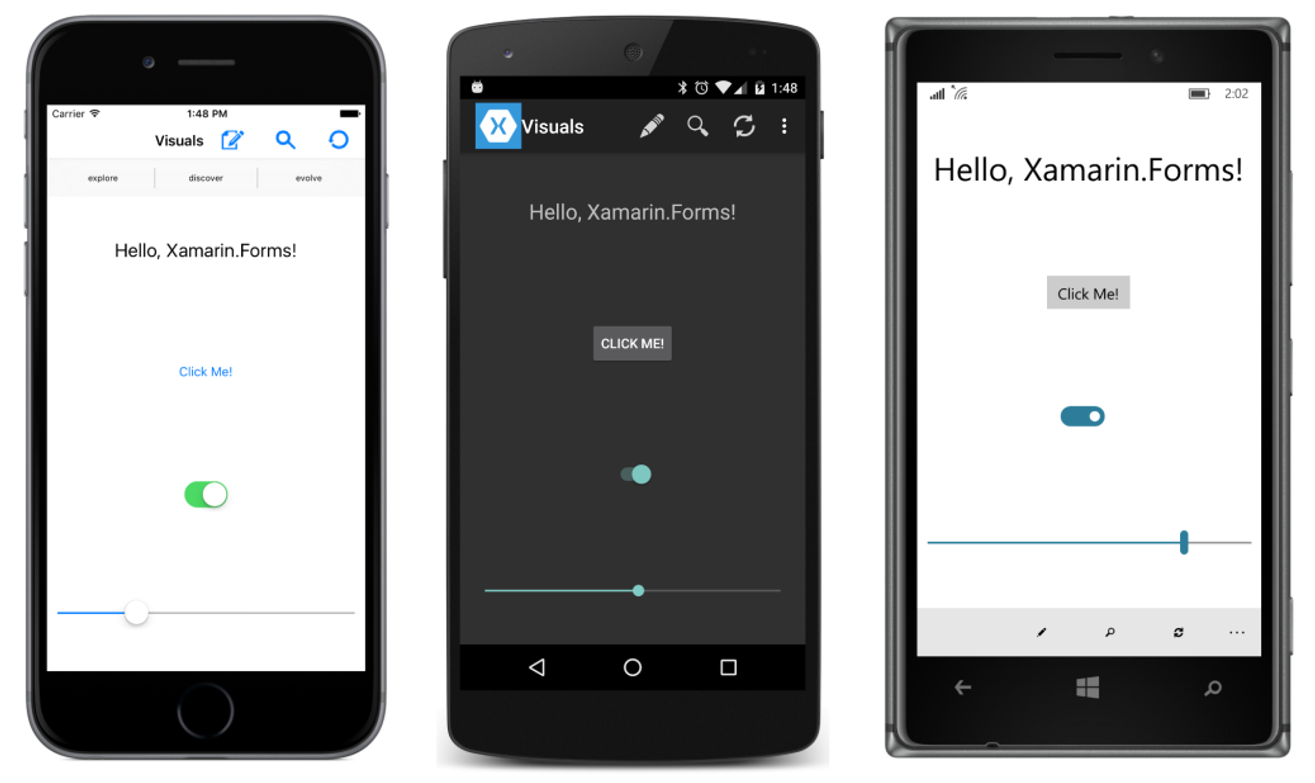 Carrier 1:48 PM
Visuals
explore discover evolve
Hello, Xamarin.Forms!
Click Me!
1:48
Visuals
Hello, Xamarin.Forms!
CLICK ME!
2:02
Hello, Xamarin.Forms!
Click Me!